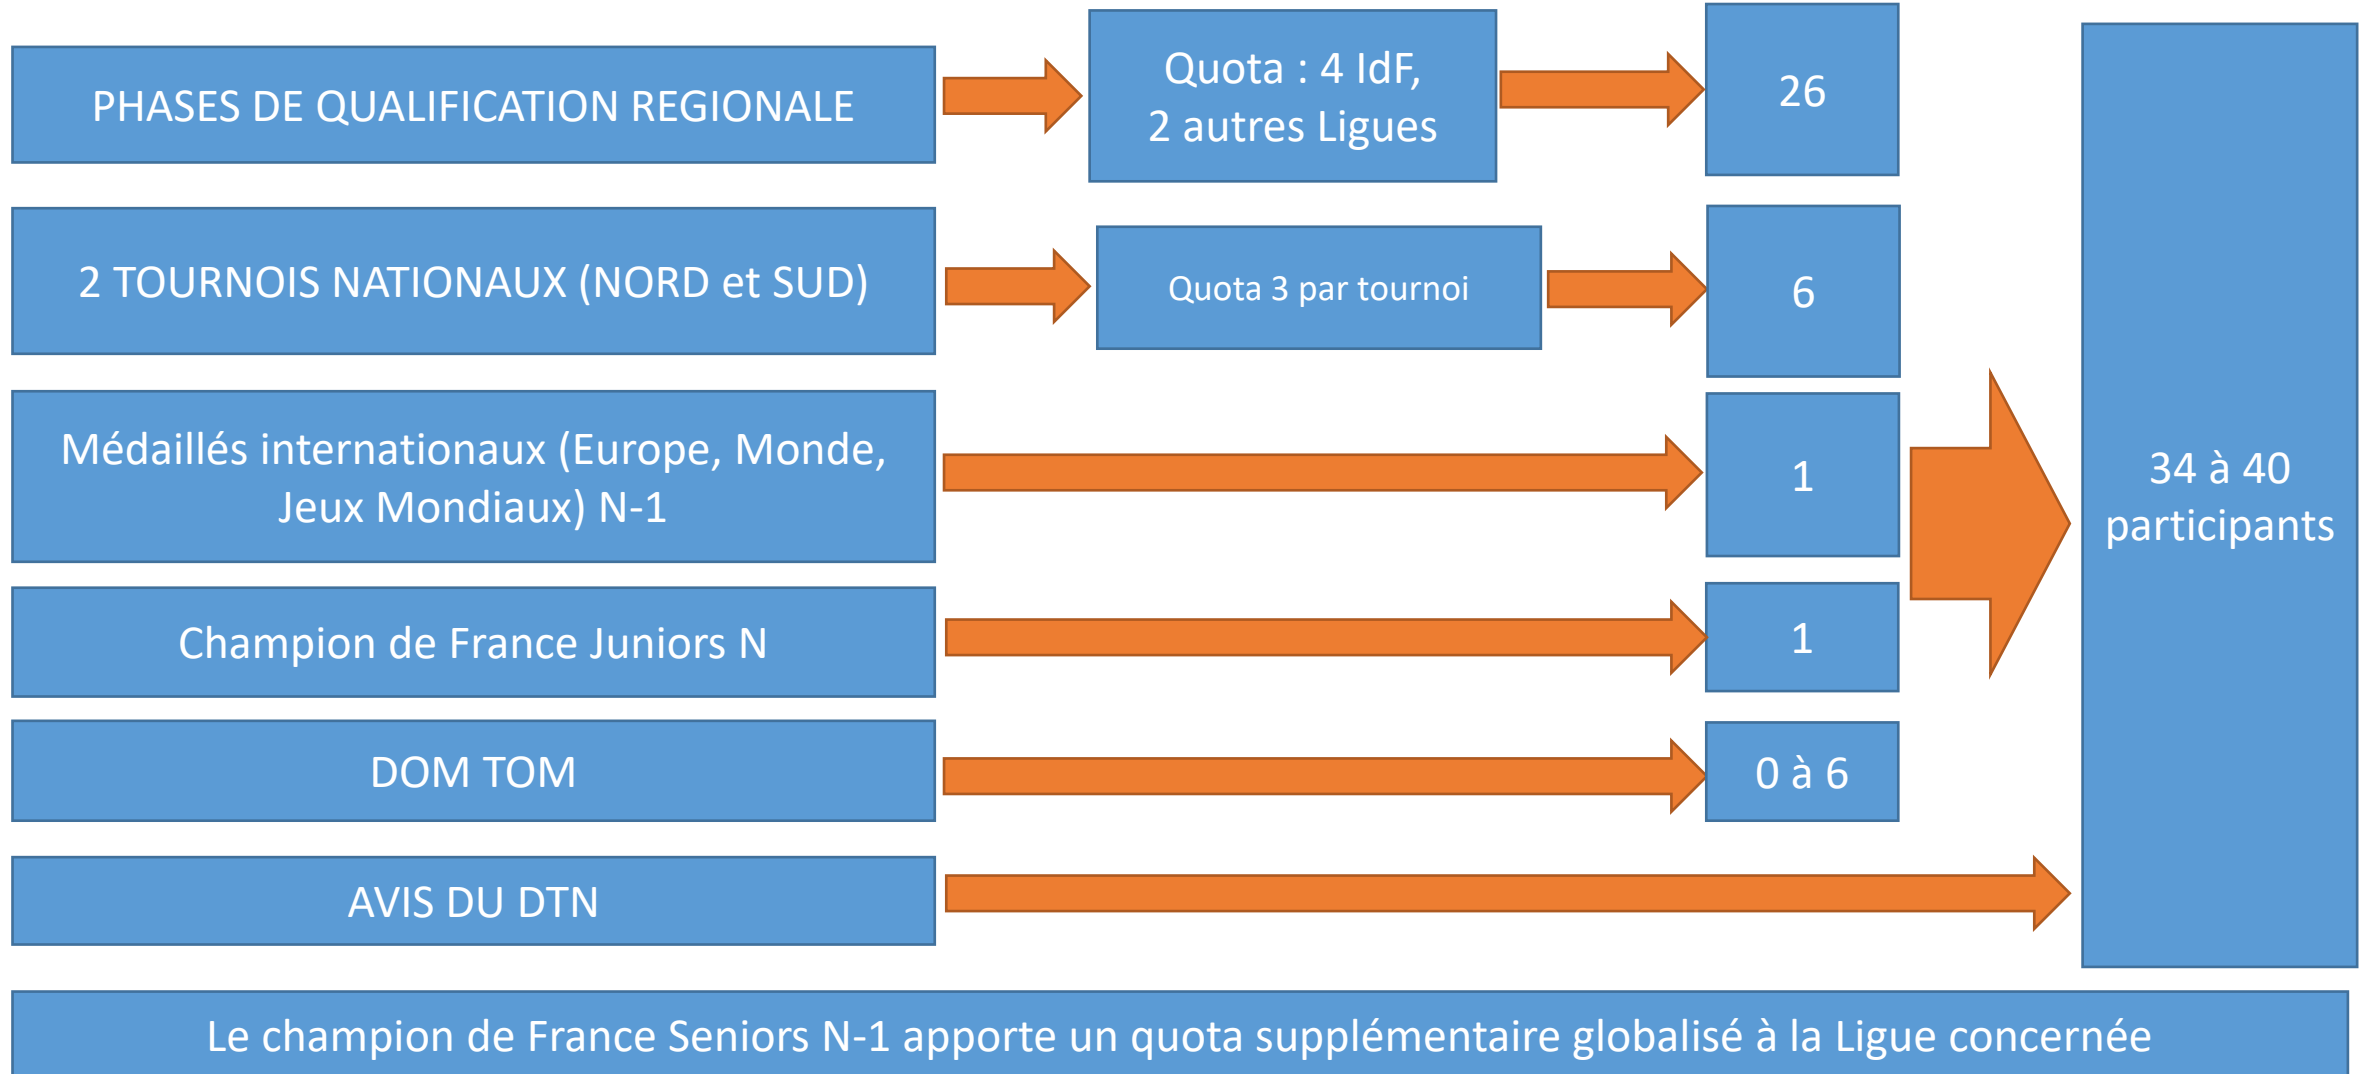 PHASES DE QUALIFICATION REGIONALE
Quota : 4 IdF,
2 autres Ligues
26
2 TOURNOIS NATIONAUX (NORD et SUD)
Quota 3 par tournoi
6
Médaillés internationaux (Europe, Monde,
Jeux Mondiaux) N-1
1
Champion de France Juniors N
1
DOM TOM
0 à 6
AVIS DU DTN
34 à 40
participants
Le champion de France Seniors N-1 apporte un quota supplémentaire globalisé à la Ligue concernée